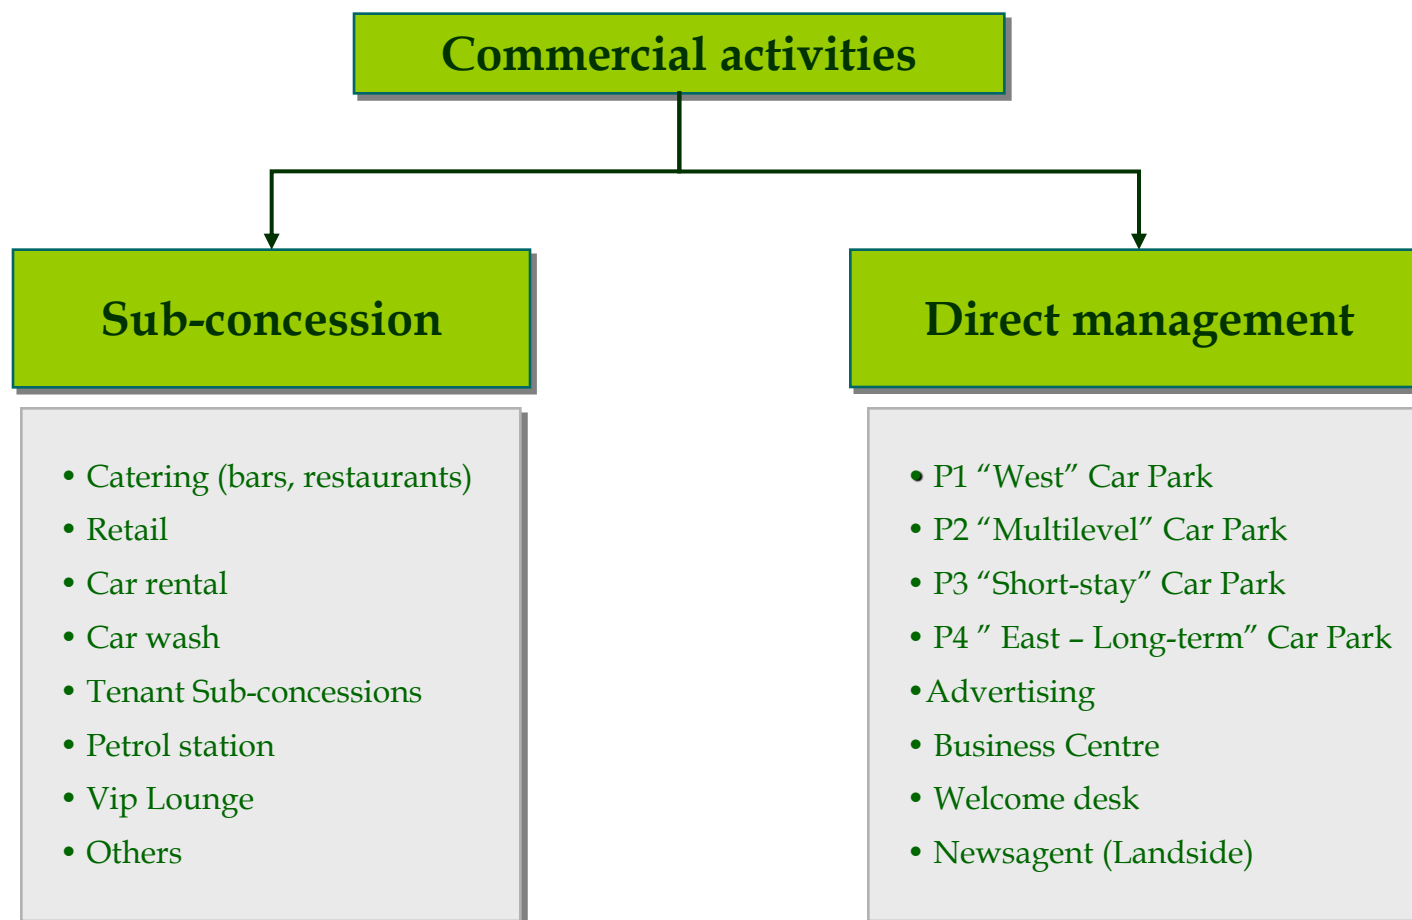 Commercial activities
Sub-concession
• Catering (bars, restaurants)
• Retail
• Car rental
• Car wash
• Tenant Sub-concessions
• Petrol station
• Vip Lounge
• Others
Direct management
• P1 “West” Car Park
• P2 “Multilevel” Car Park
• P3 “Short-stay” Car Park
• P4 ” East – Long-term” Car Park
•Advertising
• Business Centre
• Welcome desk
• Newsagent (Landside)